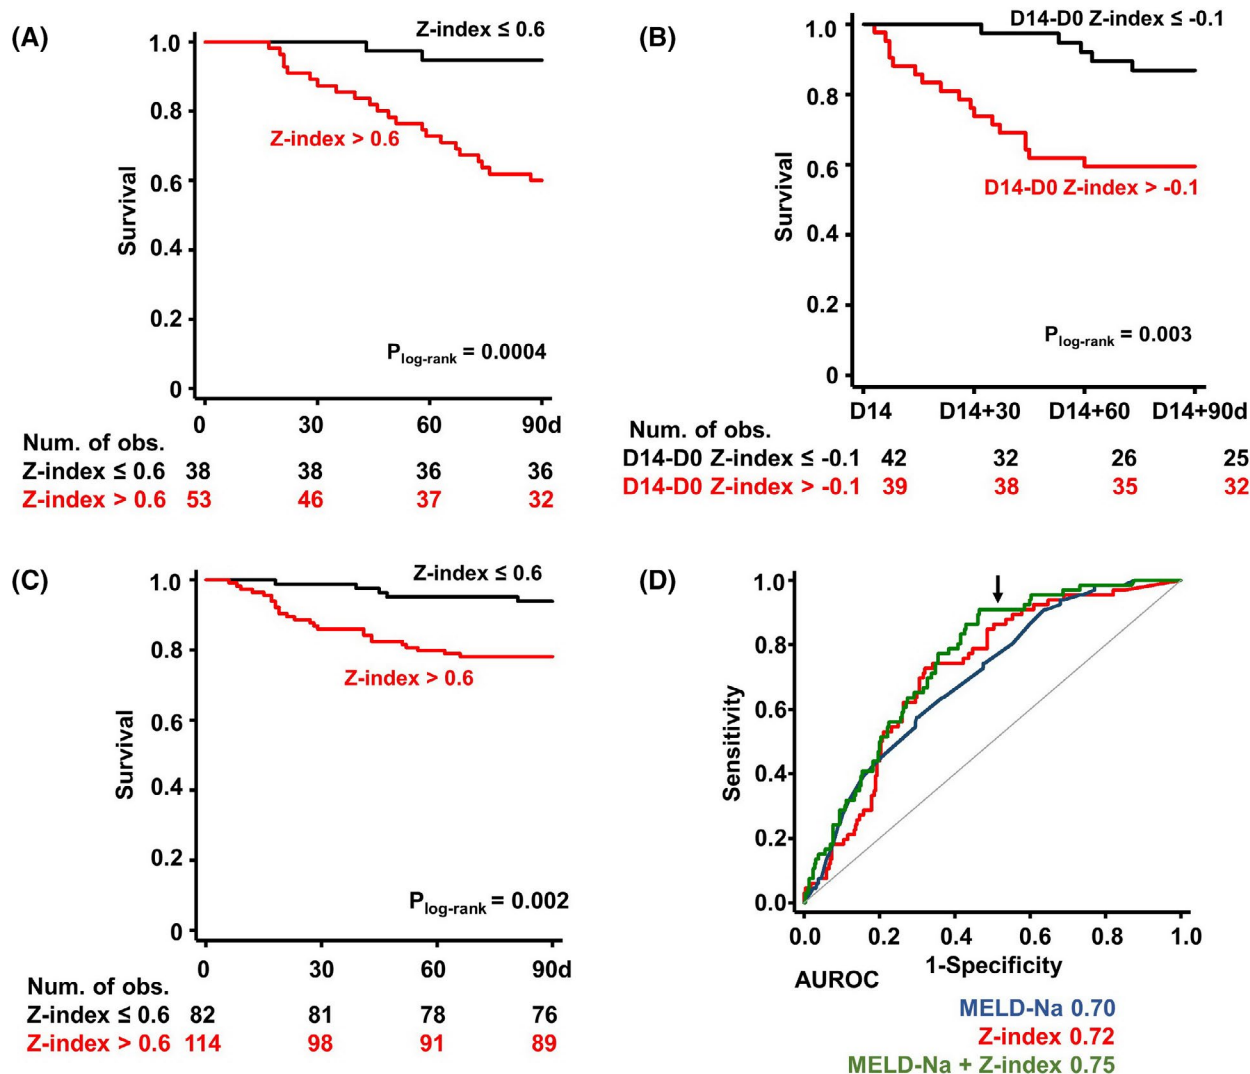 (A)
Z-index ≤ 0.6
1.0
0.8
Z-index > 0.6
0.6
Survival
0.4
0.2
P log-rank = 0.0004
0
0 30 60 90d
Num. of obs.
Z-index ≤ 0.6 38 38 36 36
Z-index > 0.6 53 46 37 32
(B)
D14-D0 Z-index ≤ -0.1
1.0
0.8
0.6
D14-D0 Z-index > -0.1
Survival
0.4
0.2
P log-rank = 0.003
0
D14 D14+30 D14+60 D14+90d
Num. of obs.
D14-D0 Z-index ≤ -0.1 42 32 26 25
D14-D0 Z-index > -0.1 39 38 35 32
(C)
Z-index ≤ 0.6
1.0
0.8
Z-index > 0.6
0.6
Survival
0.4
0.2
P log-rank = 0.002
0
0 30 60 90d
Num. of obs.
Z-index ≤ 0.6 82 81 78 76
Z-index > 0.6 114 98 91 89
(D)
1.0
0.8
0.6
Sensitivity
0.4
0.2
0.0
0.0 0.2 0.4 0.6 0.8 1.0
1-Specificity
AUROC
MELD-Na 0.70
Z-index 0.72
MELD-Na + Z-index 0.75